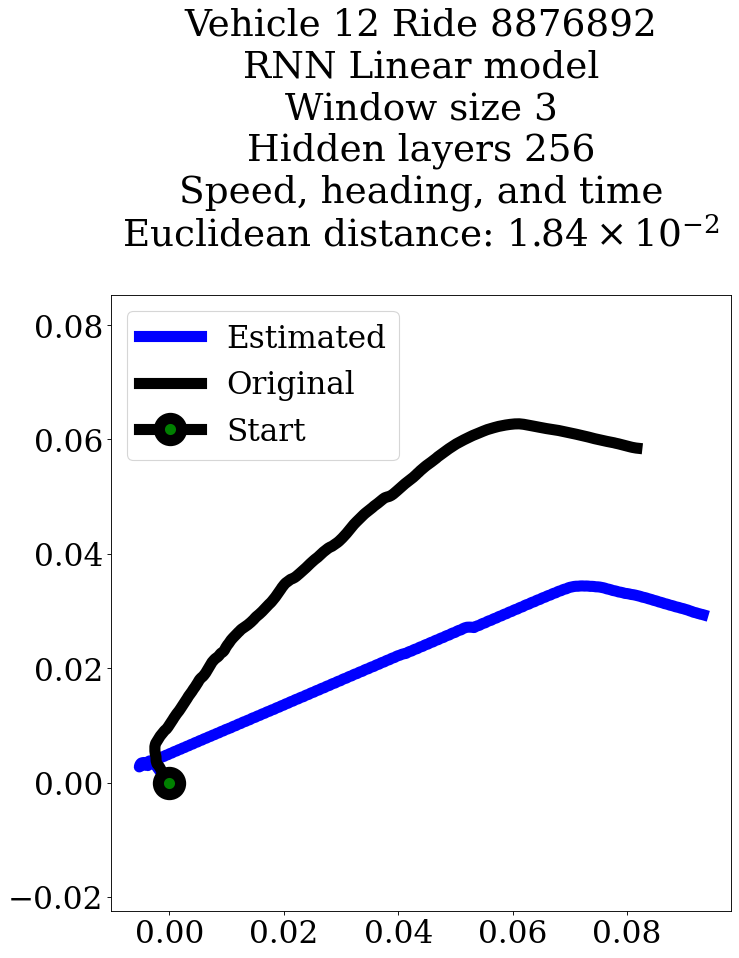 Vehicle 12 Ride 8876892
RNN Linear model
Window size 3
Hidden layers 256
Speed, heading, and time
Euclidean distance: 1.84 × 10⁻²
Estimated
Original
Start
0.08
0.06
0.04
0.02
0.00
−0.02
0.00 0.02 0.04 0.06 0.08